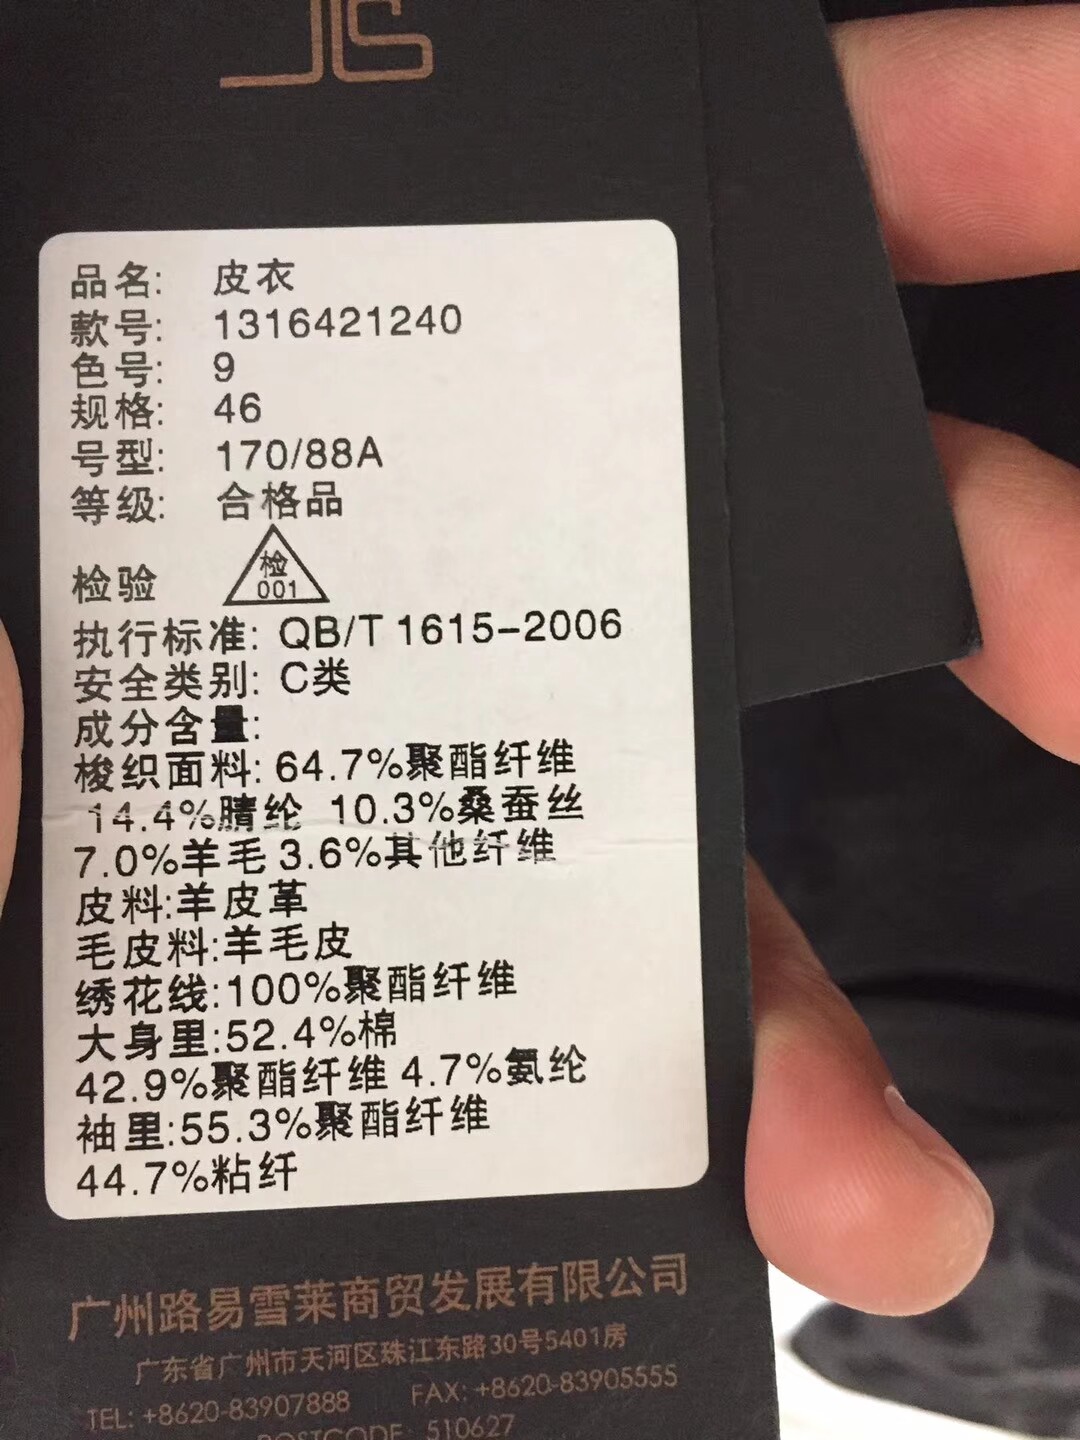 品名: 皮衣
款号: 1316421240
色号: 9
规格: 46
号型: 170/88A
等级: 合格品
检验 检 001
执行标准: QB/T 1615-2006
安全类别: C类
成分含量:
梭织面料: 64.7%聚酯纤维
14.4%腈纶 10.3%桑蚕丝
7.0%羊毛 3.6%其他纤维
皮料:羊皮革
毛皮料:羊毛皮
绣花线:100%聚酯纤维
大身里:52.4%棉
42.9%聚酯纤维 4.7%氨纶
袖里:55.3%聚酯纤维
44.7%粘纤
广州路易雪莱商贸发展有限公司
广东省广州市天河区珠江东路30号5401房
TEL: +8620-83907888 FAX: +8620-83905555
POSTCODE: 510627